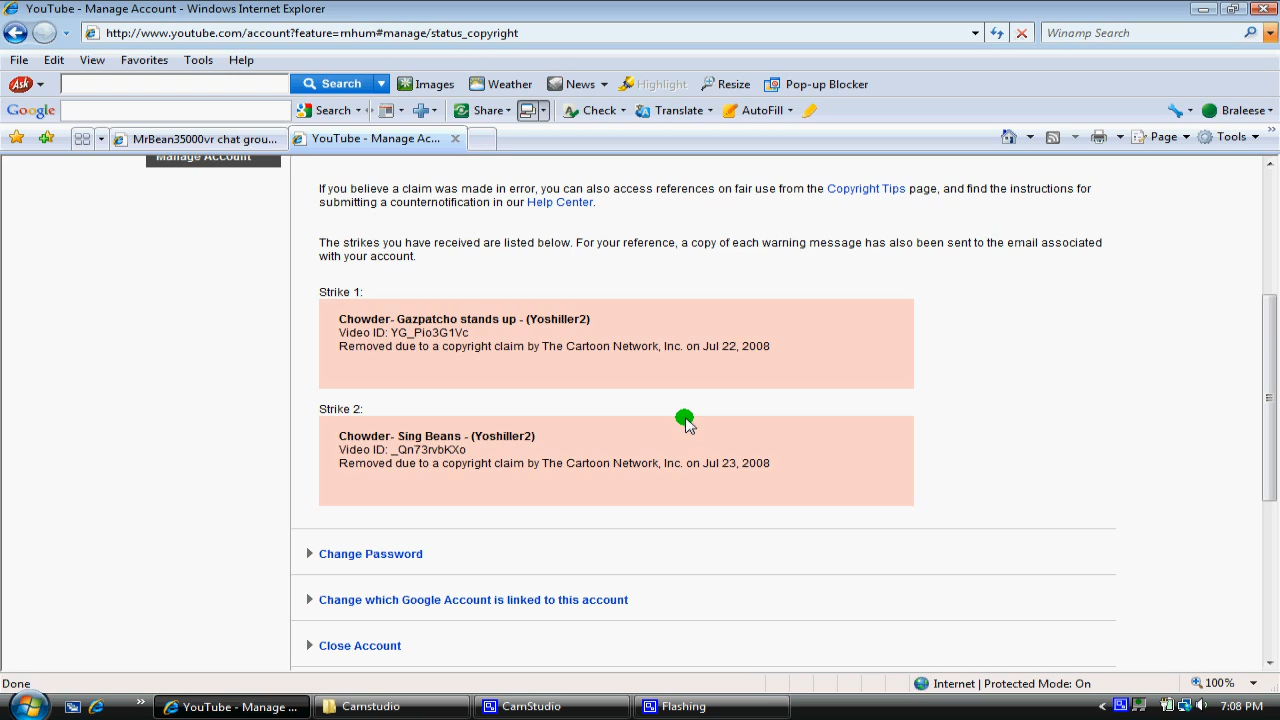 YouTube - Manage Account - Windows Internet Explorer
http://www.youtube.com/account?feature=mhum#manage/status_copyright
Winamp Search
File Edit View Favorites Tools Help
Ask Search Images Weather News Highlight Resize Pop-up Blocker
Google Search Share Check Translate AutoFill Braleese
MrBean35000vr chat grou... YouTube - Manage Ac... Page Tools
Manage Account
If you believe a claim was made in error, you can also access references on fair use from the Copyright Tips page, and find the instructions for
submitting a counternotification in our Help Center.
The strikes you have received are listed below. For your reference, a copy of each warning message has also been sent to the email associated
with your account.
Strike 1:
Chowder- Gazpatcho stands up - (Yoshiller2)
Video ID: YG_Pio3G1Vc
Removed due to a copyright claim by The Cartoon Network, Inc. on Jul 22, 2008
Strike 2:
Chowder- Sing Beans - (Yoshiller2)
Video ID: _Qn73rvbKXo
Removed due to a copyright claim by The Cartoon Network, Inc. on Jul 23, 2008
Change Password
Change which Google Account is linked to this account
Close Account
Done Internet | Protected Mode: On 100%
YouTube - Manage ... Camstudio CamStudio Flashing 7:08 PM